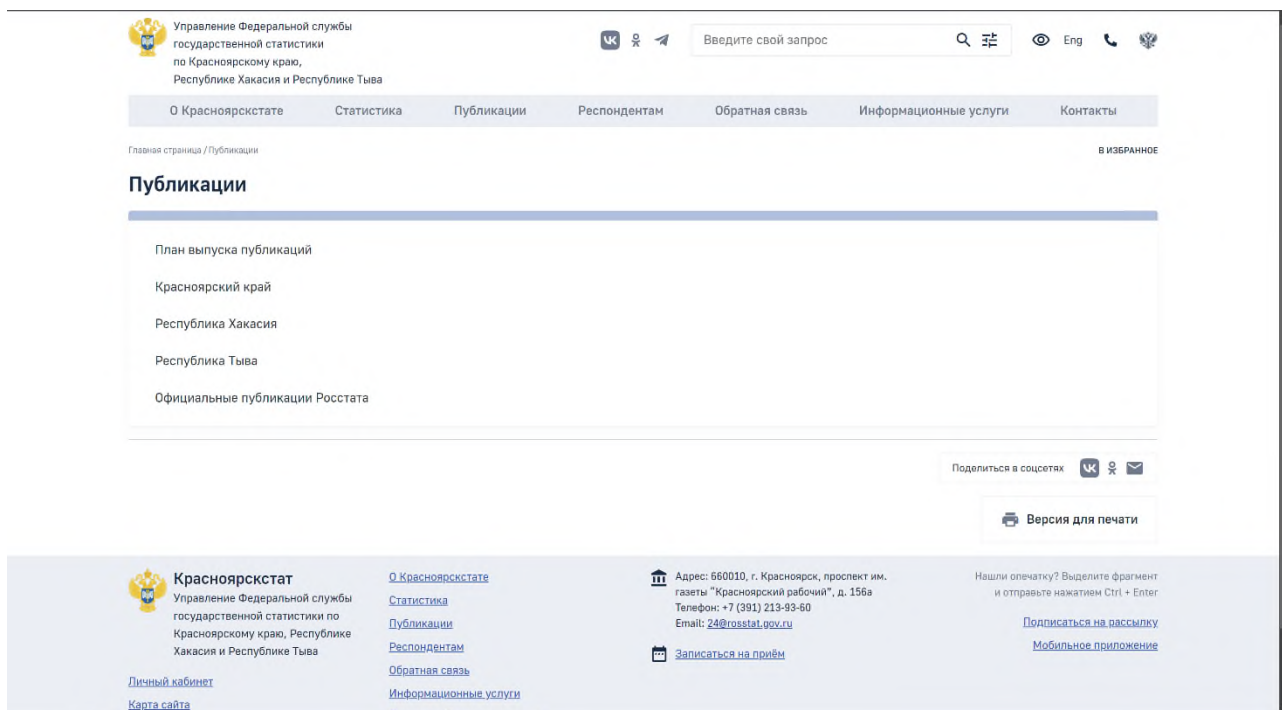 Управление Федеральной службы
государственной статистики
по Красноярскому краю,
Республике Хакасия и Республике Тыва
Введите свой запрос
Eng
О Красноярскстате
Статистика
Публикации
Респондентам
Обратная связь
Информационные услуги
Контакты
Главная страница / Публикации
В ИЗБРАННОЕ
Публикации
План выпуска публикаций
Красноярский край
Республика Хакасия
Республика Тыва
Официальные публикации Росстата
Поделиться в соцсетях
Версия для печати
Красноярскстат
Управление Федеральной службы
государственной статистики по
Красноярскому краю, Республике
Хакасия и Республике Тыва
Личный кабинет
Карта сайта
О Красноярскстате
Статистика
Публикации
Респондентам
Обратная связь
Информационные услуги
Адрес: 660010, г. Красноярск, проспект им.
газеты "Красноярский рабочий", д. 156а
Телефон: +7 (391) 213-93-60
Email: 24@rosstat.gov.ru
Записаться на приём
Нашли опечатку? Выделите фрагмент
и отправьте нажатием Ctrl + Enter
Подписаться на рассылку
Мобильное приложение